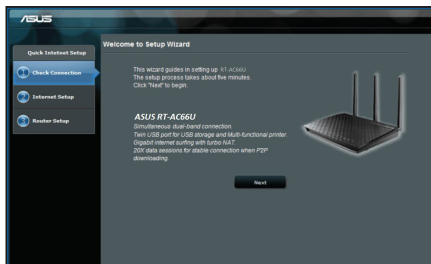 ASUS
Quick Internet Setup
1 Check Connection
2 Internet Setup
3 Router Setup
Welcome to Setup Wizard
This wizard guides in setting up RT-AC66U
The setup process takes about five minutes.
Click "Next" to begin.
ASUS RT-AC66U
Simultaneous dual-band connection.
Twin USB port for USB storage and Multi-functional printer.
Gigabit internet surfing with turbo NAT.
20X data sessions for stable connection when P2P
downloading.
Next